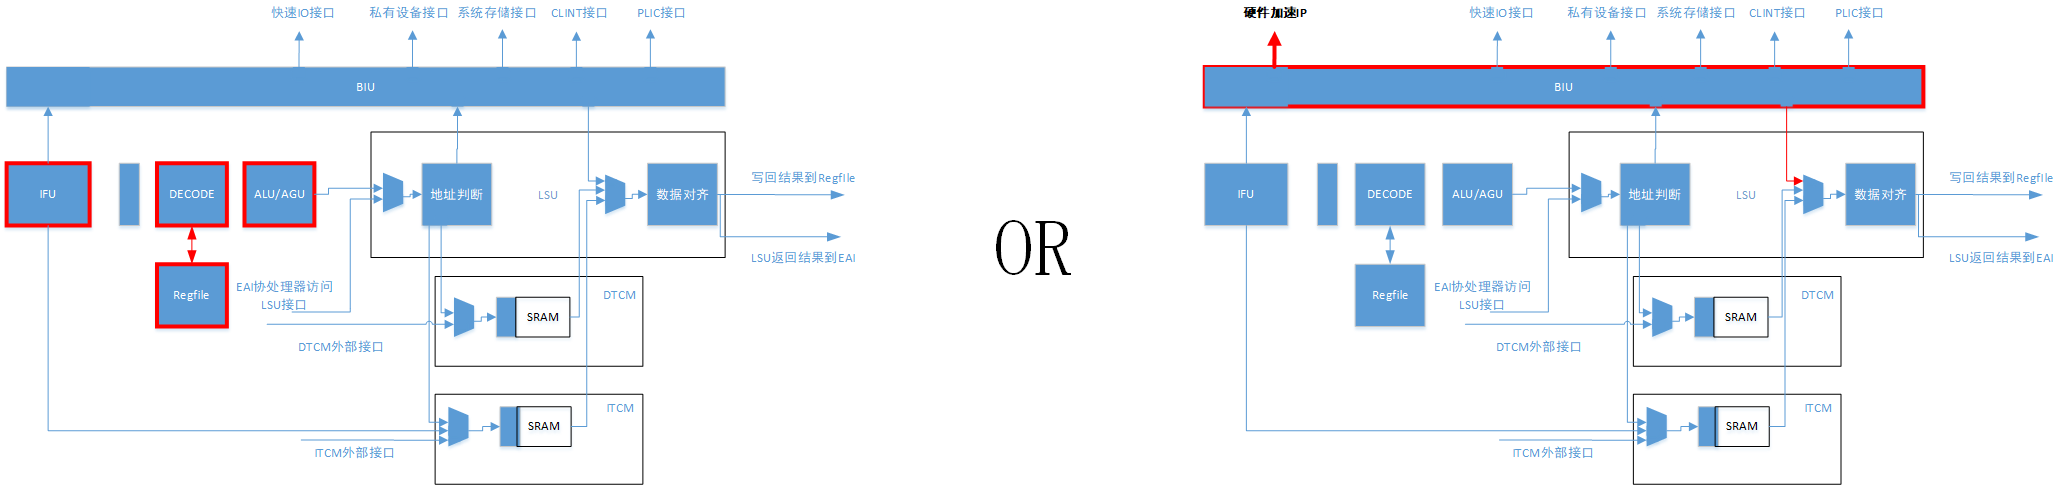 快速IO接口
私有设备接口
系统存储接口
CLINT接口
PLIC接口
BIU
IFU
DECODE
ALU/AGU
地址判断
LSU
数据对齐
写回结果到Regfile
LSU返回结果到EAI
Regfile
EAI协处理器访问
LSU接口
DTCM
SRAM
DTCM外部接口
ITCM
SRAM
ITCM外部接口
OR
硬件加速IP
快速IO接口
私有设备接口
系统存储接口
CLINT接口
PLIC接口
BIU
IFU
DECODE
ALU/AGU
地址判断
LSU
数据对齐
写回结果到Regfile
LSU返回结果到EAI
Regfile
EAI协处理器访问
LSU接口
DTCM
SRAM
DTCM外部接口
ITCM
SRAM
ITCM外部接口